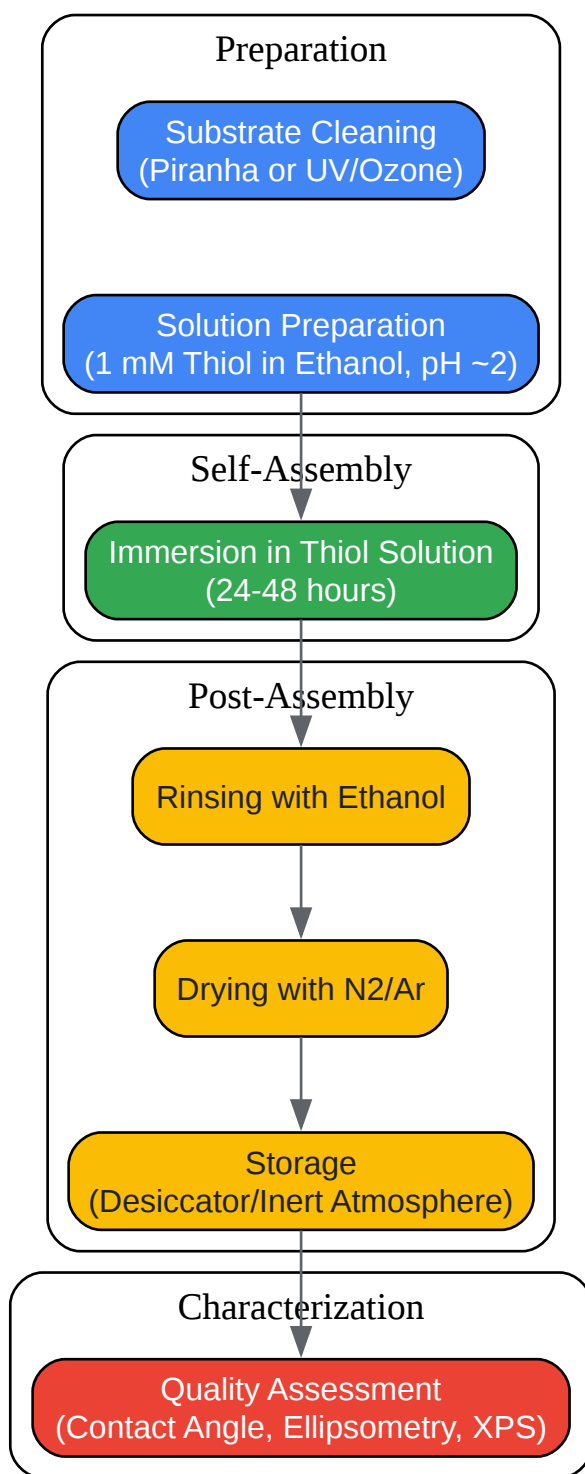 Preparation
Substrate Cleaning
(Piranha or UV/Ozone)
Solution Preparation
(1 mM Thiol in Ethanol, pH ~2)
Self-Assembly
Immersion in Thiol Solution
(24-48 hours)
Post-Assembly
Rinsing with Ethanol
Drying with N2/Ar
Storage
(Desiccator/Inert Atmosphere)
Characterization
Quality Assessment
(Contact Angle, Ellipsometry, XPS)